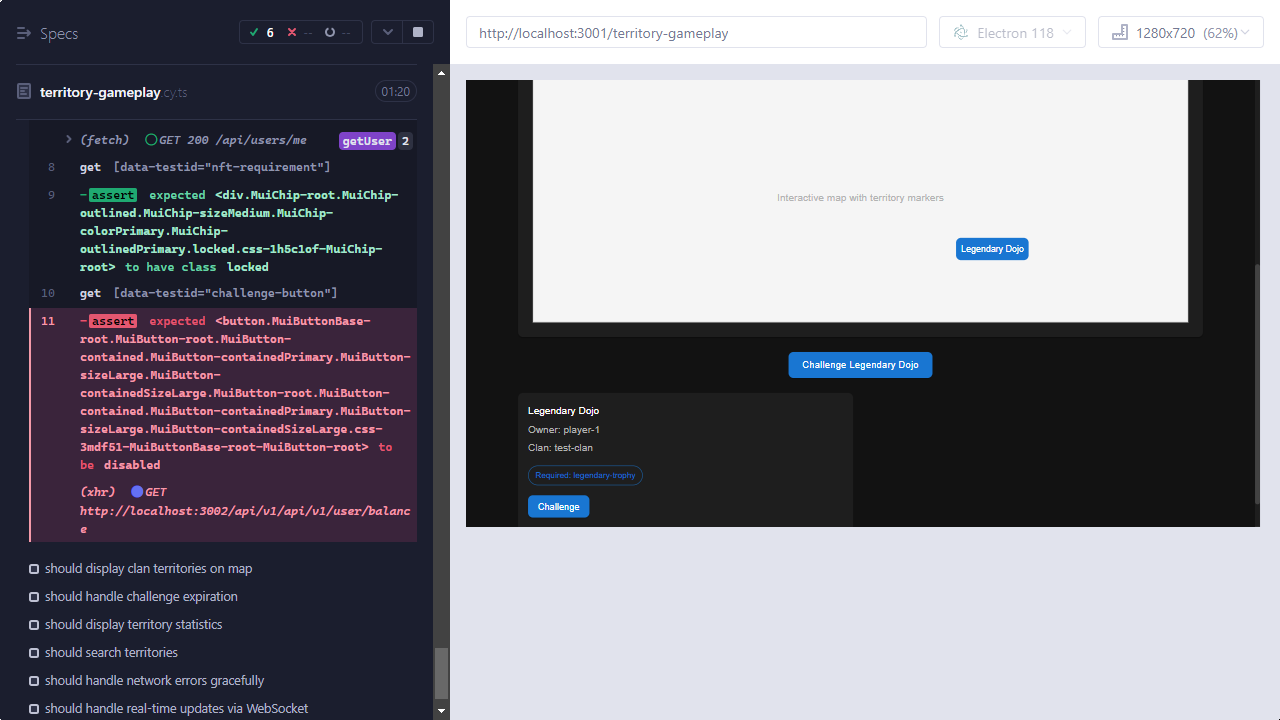 Specs
6
--
--
http://localhost:3001/territory-gameplay
Electron 118
1280x720 (62%)
territory-gameplay.cy.ts
01:20
(fetch) GET 200 /api/users/me getUser 2
8 get [data-testid="nft-requirement"]
9 -assert expected <div.MuiChip-root.MuiChip-
outlined.MuiChip-sizeMedium.MuiChip-
colorPrimary.MuiChip-
outlinedPrimary.locked.css-1h5c1of-MuiChip-
root> to have class locked
10 get [data-testid="challenge-button"]
11 -assert expected <button.MuiButtonBase-
root.MuiButton-root.MuiButton-
contained.MuiButton-containedPrimary.MuiButton-
sizeLarge.MuiButton-
containedSizeLarge.MuiButton-root.MuiButton-
contained.MuiButton-containedPrimary.MuiButton-
sizeLarge.MuiButton-containedSizeLarge.css-
3mdf61-MuiButtonBase-root-MuiButton-root> to
be disabled
(xhr) GET
http://localhost:3002/api/v1/api/v1/user/balanc
e
should display clan territories on map
should handle challenge expiration
should display territory statistics
should search territories
should handle network errors gracefully
should handle real-time updates via WebSocket
Interactive map with territory markers
Legendary Dojo
Challenge Legendary Dojo
Legendary Dojo
Owner: player-1
Clan: test-clan
Required: legendary-trophy
Challenge